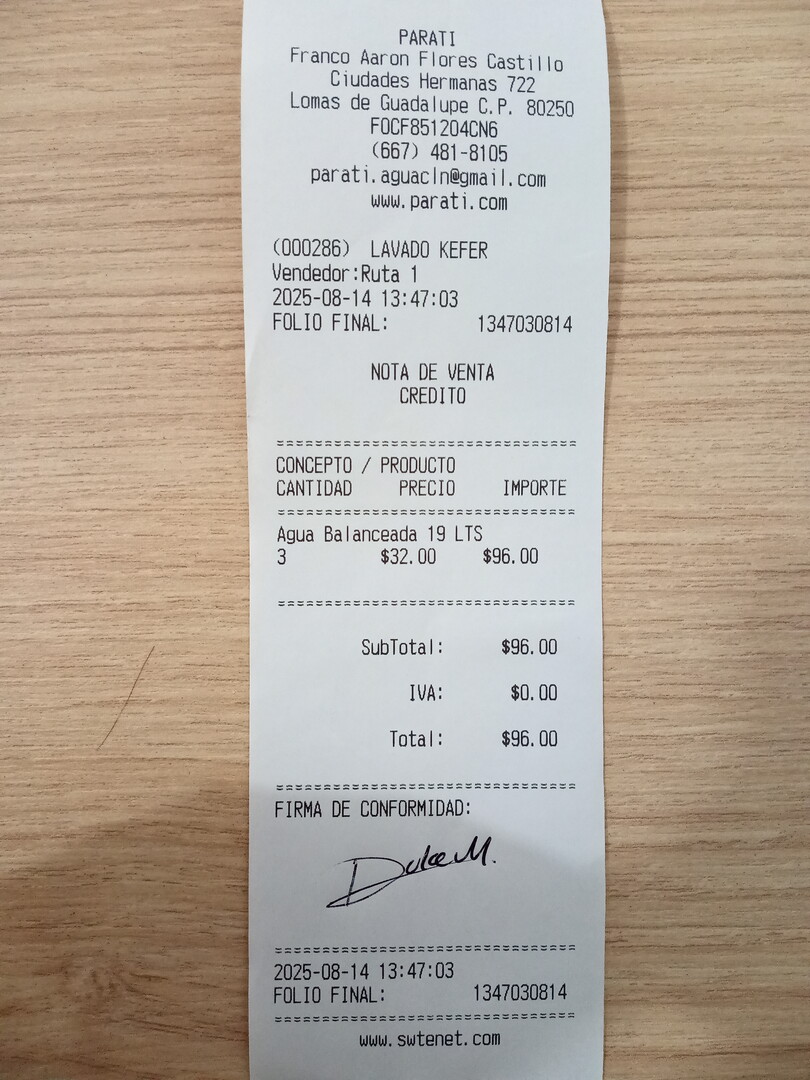 PARATI
Franco Aaron Flores Castillo
Ciudades Hermanas 722
Lomas de Guadalupe C.P. 80250
FOCF851204CN6
(667) 481-8105
parati.aguacln@gmail.com
www.parati.com
(000286) LAVADO KEFER
Vendedor:Ruta 1
2025-08-14 13:47:03
FOLIO FINAL: 1347030814
NOTA DE VENTA
CREDITO
================================
CONCEPTO / PRODUCTO
CANTIDAD PRECIO IMPORTE
================================
Agua Balanceada 19 LTS
3 $32.00 $96.00
================================
SubTotal: $96.00
IVA: $0.00
Total: $96.00
================================
FIRMA DE CONFORMIDAD:
Dulce M.
================================
2025-08-14 13:47:03
FOLIO FINAL: 1347030814
================================
www.swtenet.com